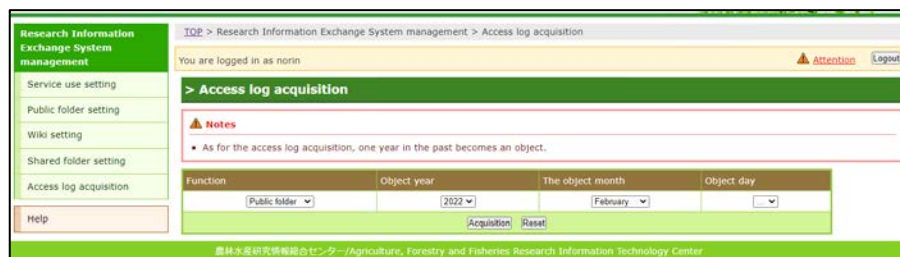 Research Information
Exchange System
management
TOP > Research Information Exchange System management > Access log acquisition
You are logged in as norin
Attention
Logout
Service use setting
Public folder setting
Wiki setting
Shared folder setting
Access log acquisition
Help
> Access log acquisition
Notes
As for the access log acquisition, one year in the past becomes an object.
Function Object year The object month Object day
Public folder 2022 February ...
Acquisition Reset
農林水産研究情報総合センター/Agriculture, Forestry and Fisheries Research Information Technology Center